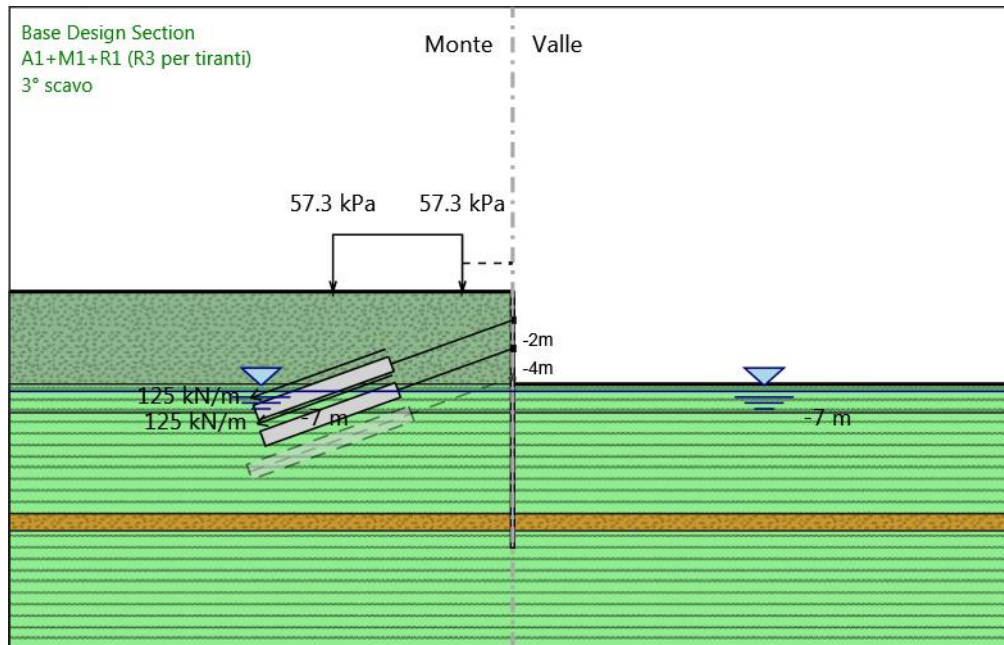 Base Design Section
A1+M1+R1 (R3 per tiranti)
3° scavo
Monte
Valle
57.3 kPa
57.3 kPa
-2m
-4m
125 kN/m
125 kN/m
-7 m
-7 m